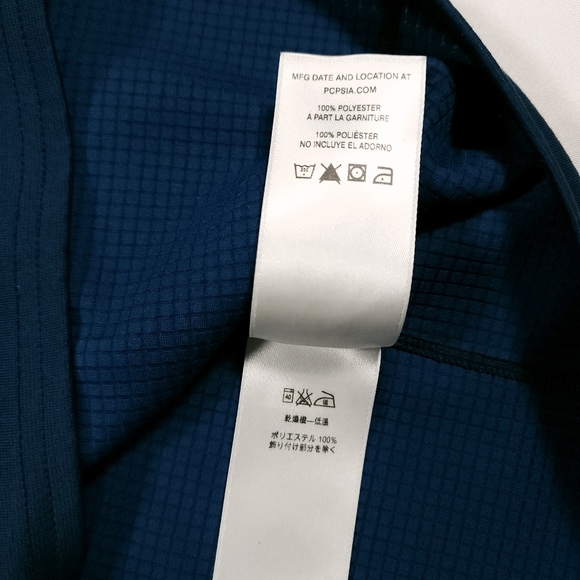 MFG DATE AND LOCATION AT
PCPSIA.COM
100% POLYESTER
À PART LA GARNITURE
100% POLIÉSTER
NO INCLUYE EL ADORNO
40
乾燥機—低温
ポリエステル 100%
飾り付け部分を除く